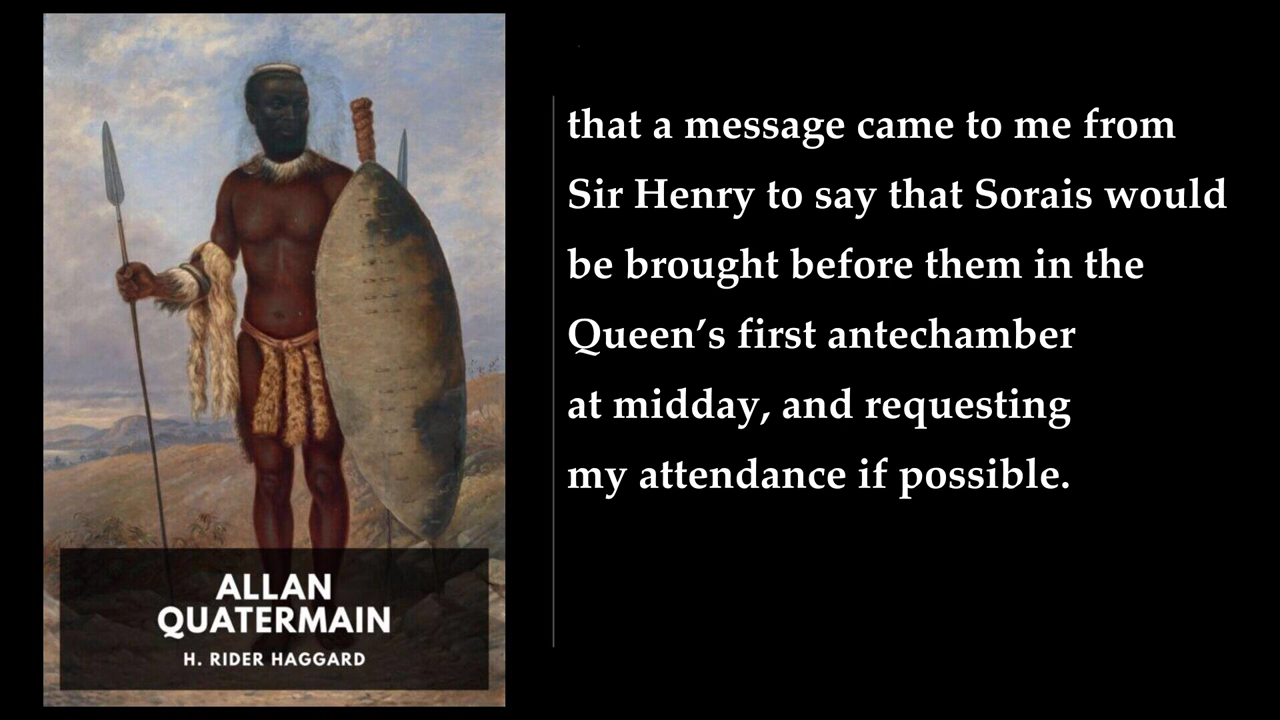 that a message came to me from
Sir Henry to say that Sorais would
be brought before them in the
Queen’s first antechamber
at midday, and requesting
my attendance if possible.
ALLAN
QUATERMAIN
H. RIDER HAGGARD